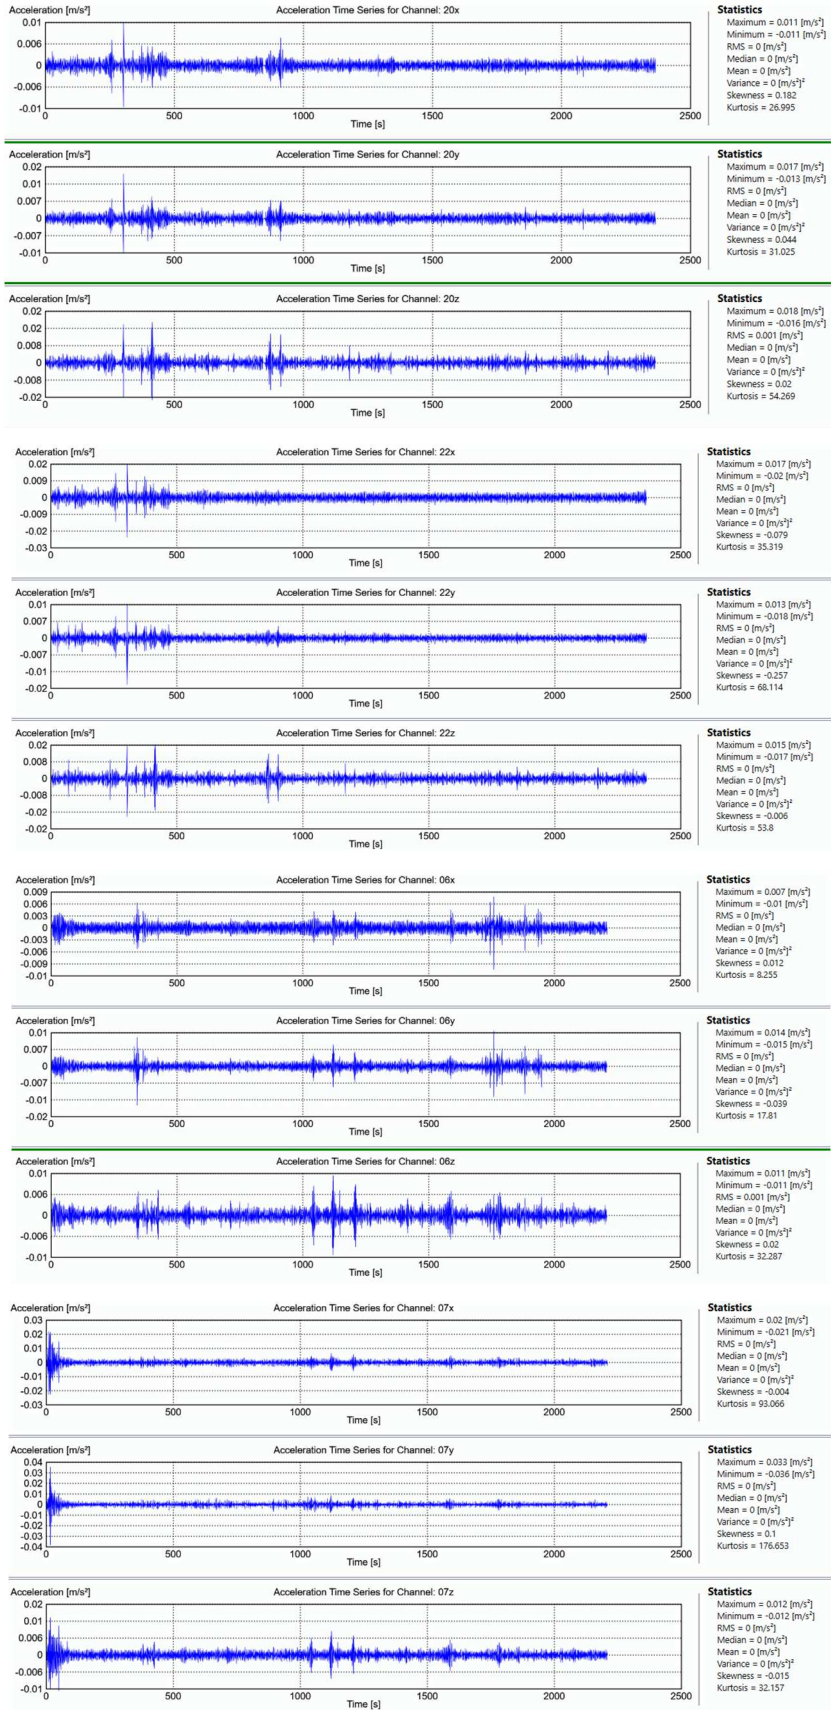 Acceleration [m/s²] Acceleration Time Series for Channel: 20x
0.01
0.006
0
-0.006
-0.01
0 500 1000 1500 2000 2500
Time [s]
Statistics
Maximum = 0.011 [m/s²]
Minimum = -0.011 [m/s²]
RMS = 0 [m/s²]
Median = 0 [m/s²]
Mean = 0 [m/s²]
Variance = 0 [m/s²]²
Skewness = 0.182
Kurtosis = 26.995
Acceleration [m/s²] Acceleration Time Series for Channel: 20y
0.02
0.01
0.007
0
-0.007
-0.01
0 500 1000 1500 2000 2500
Time [s]
Statistics
Maximum = 0.017 [m/s²]
Minimum = -0.013 [m/s²]
RMS = 0 [m/s²]
Median = 0 [m/s²]
Mean = 0 [m/s²]
Variance = 0 [m/s²]²
Skewness = 0.044
Kurtosis = 31.025
Acceleration [m/s²] Acceleration Time Series for Channel: 20z
0.02
0.02
0.008
0
-0.008
-0.02
0 500 1000 1500 2000 2500
Time [s]
Statistics
Maximum = 0.018 [m/s²]
Minimum = -0.016 [m/s²]
RMS = 0.001 [m/s²]
Median = 0 [m/s²]
Mean = 0 [m/s²]
Variance = 0 [m/s²]²
Skewness = 0.02
Kurtosis = 54.269
Acceleration [m/s²] Acceleration Time Series for Channel: 22x
0.02
0.009
0
-0.009
-0.02
-0.03
0 500 1000 1500 2000 2500
Time [s]
Statistics
Maximum = 0.017 [m/s²]
Minimum = -0.02 [m/s²]
RMS = 0 [m/s²]
Median = 0 [m/s²]
Mean = 0 [m/s²]
Variance = 0 [m/s²]²
Skewness = -0.079
Kurtosis = 35.319
Acceleration [m/s²] Acceleration Time Series for Channel: 22y
0.01
0.007
0
-0.007
-0.01
-0.02
0 500 1000 1500 2000 2500
Time [s]
Statistics
Maximum = 0.013 [m/s²]
Minimum = -0.018 [m/s²]
RMS = 0 [m/s²]
Median = 0 [m/s²]
Mean = 0 [m/s²]
Variance = 0 [m/s²]²
Skewness = -0.257
Kurtosis = 68.114
Acceleration [m/s²] Acceleration Time Series for Channel: 22z
0.02
0.008
0
-0.008
-0.02
-0.02
0 500 1000 1500 2000 2500
Time [s]
Statistics
Maximum = 0.015 [m/s²]
Minimum = -0.017 [m/s²]
RMS = 0 [m/s²]
Median = 0 [m/s²]
Mean = 0 [m/s²]
Variance = 0 [m/s²]²
Skewness = -0.006
Kurtosis = 53.8
Acceleration [m/s²] Acceleration Time Series for Channel: 06x
0.009
0.006
0.003
0
-0.003
-0.006
-0.009
-0.01
0 500 1000 1500 2000 2500
Time [s]
Statistics
Maximum = 0.007 [m/s²]
Minimum = -0.01 [m/s²]
RMS = 0 [m/s²]
Median = 0 [m/s²]
Mean = 0 [m/s²]
Variance = 0 [m/s²]²
Skewness = 0.012
Kurtosis = 8.255
Acceleration [m/s²] Acceleration Time Series for Channel: 06y
0.01
0.007
0
-0.007
-0.01
-0.02
0 500 1000 1500 2000 2500
Time [s]
Statistics
Maximum = 0.014 [m/s²]
Minimum = -0.015 [m/s²]
RMS = 0 [m/s²]
Median = 0 [m/s²]
Mean = 0 [m/s²]
Variance = 0 [m/s²]²
Skewness = -0.039
Kurtosis = 17.81
Acceleration [m/s²] Acceleration Time Series for Channel: 06z
0.01
0.006
0
-0.006
-0.01
0 500 1000 1500 2000 2500
Time [s]
Statistics
Maximum = 0.011 [m/s²]
Minimum = -0.011 [m/s²]
RMS = 0.001 [m/s²]
Median = 0 [m/s²]
Mean = 0 [m/s²]
Variance = 0 [m/s²]²
Skewness = 0.02
Kurtosis = 32.287
Acceleration [m/s²] Acceleration Time Series for Channel: 07x
0.03
0.02
0.01
0
-0.01
-0.02
-0.03
0 500 1000 1500 2000 2500
Time [s]
Statistics
Maximum = 0.02 [m/s²]
Minimum = -0.021 [m/s²]
RMS = 0 [m/s²]
Median = 0 [m/s²]
Mean = 0 [m/s²]
Variance = 0 [m/s²]²
Skewness = -0.004
Kurtosis = 93.066
Acceleration [m/s²] Acceleration Time Series for Channel: 07y
0.04
0.03
0.02
0.01
0
-0.01
-0.02
-0.03
-0.04
0 500 1000 1500 2000 2500
Time [s]
Statistics
Maximum = 0.033 [m/s²]
Minimum = -0.036 [m/s²]
RMS = 0 [m/s²]
Median = 0 [m/s²]
Mean = 0 [m/s²]
Variance = 0 [m/s²]²
Skewness = 0.1
Kurtosis = 176.653
Acceleration [m/s²] Acceleration Time Series for Channel: 07z
0.02
0.01
0.006
0
-0.006
-0.01
0 500 1000 1500 2000 2500
Time [s]
Statistics
Maximum = 0.012 [m/s²]
Minimum = -0.012 [m/s²]
RMS = 0 [m/s²]
Median = 0 [m/s²]
Mean = 0 [m/s²]
Variance = 0 [m/s²]²
Skewness = -0.015
Kurtosis = 32.157